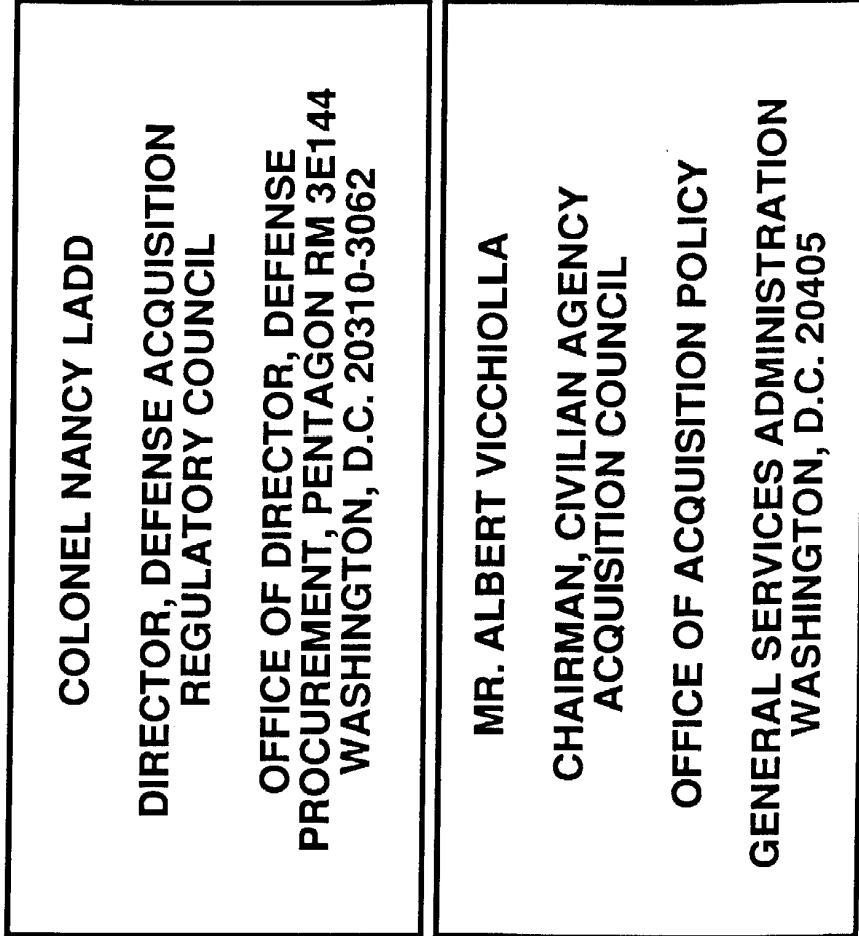 COLONEL NANCY LADD
DIRECTOR, DEFENSE ACQUISITION
REGULATORY COUNCIL
OFFICE OF DIRECTOR, DEFENSE
PROCUREMENT, PENTAGON RM 3E144
WASHINGTON, D.C. 20310-3062
MR. ALBERT VICCHIOLLA
CHAIRMAN, CIVILIAN AGENCY
ACQUISITION COUNCIL
OFFICE OF ACQUISITION POLICY
GENERAL SERVICES ADMINISTRATION
WASHINGTON, D.C. 20405